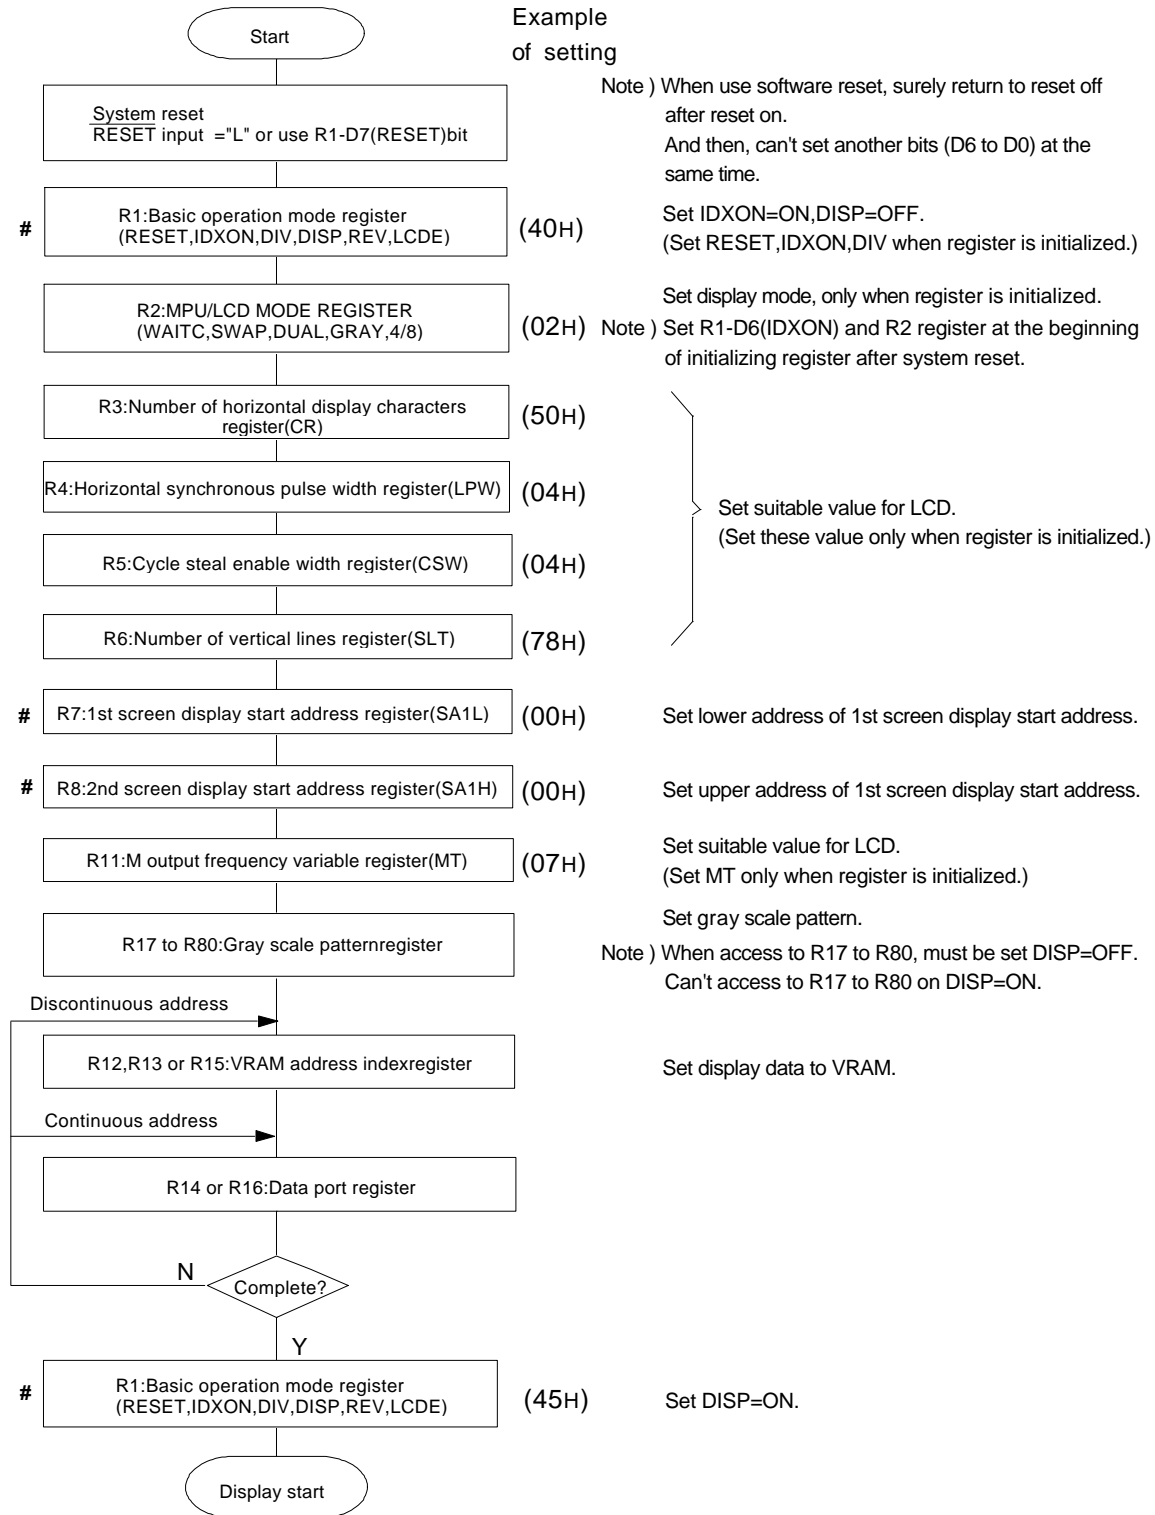 Example
of setting
Start
System reset
RESET input ="L" or use R1-D7(RESET)bit
Note ) When use software reset, surely return to reset off
after reset on.
And then, can't set another bits (D6 to D0) at the
same time.
#
R1:Basic operation mode register
(RESET,IDXON,DIV,DISP,REV,LCDE)
(40H)
Set IDXON=ON,DISP=OFF.
(Set RESET,IDXON,DIV when register is initialized.)
R2:MPU/LCD MODE REGISTER
(WAITC,SWAP,DUAL,GRAY,4/8)
(02H)
Set display mode, only when register is initialized.
Note ) Set R1-D6(IDXON) and R2 register at the beginning
of initializing register after system reset.
R3:Number of horizontal display characters
register(CR)
(50H)
R4:Horizontal synchronous pulse width register(LPW)
(04H)
Set suitable value for LCD.
(Set these value only when register is initialized.)
R5:Cycle steal enable width register(CSW)
(04H)
R6:Number of vertical lines register(SLT)
(78H)
#
R7:1st screen display start address register(SA1L)
(00H)
Set lower address of 1st screen display start address.
#
R8:2nd screen display start address register(SA1H)
(00H)
Set upper address of 1st screen display start address.
R11:M output frequency variable register(MT)
(07H)
Set suitable value for LCD.
(Set MT only when register is initialized.)
R17 to R80:Gray scale patternregister
Set gray scale pattern.
Note ) When access to R17 to R80, must be set DISP=OFF.
Can't access to R17 to R80 on DISP=ON.
Discontinuous address
R12,R13 or R15:VRAM address indexregister
Set display data to VRAM.
Continuous address
R14 or R16:Data port register
N
Complete?
Y
#
R1:Basic operation mode register
(RESET,IDXON,DIV,DISP,REV,LCDE)
(45H)
Set DISP=ON.
Display start